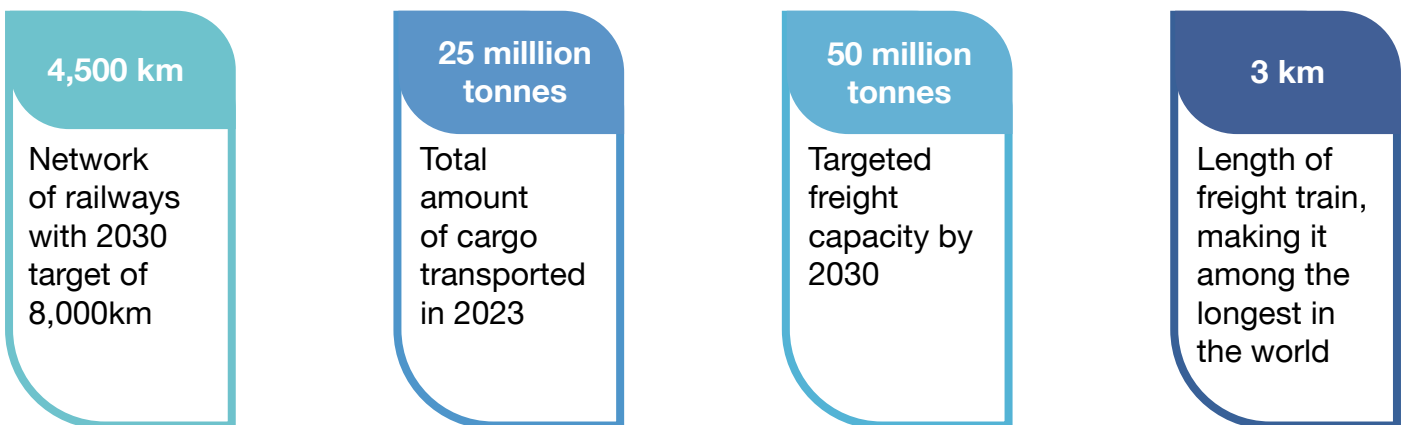 4,500 km
Network
of railways
with 2030
target of
8,000km
25 milllion
tonnes
Total
amount
of cargo
transported
in 2023
50 million
tonnes
Targeted
freight
capacity by
2030
3 km
Length of
freight train,
making it
among the
longest in
the world